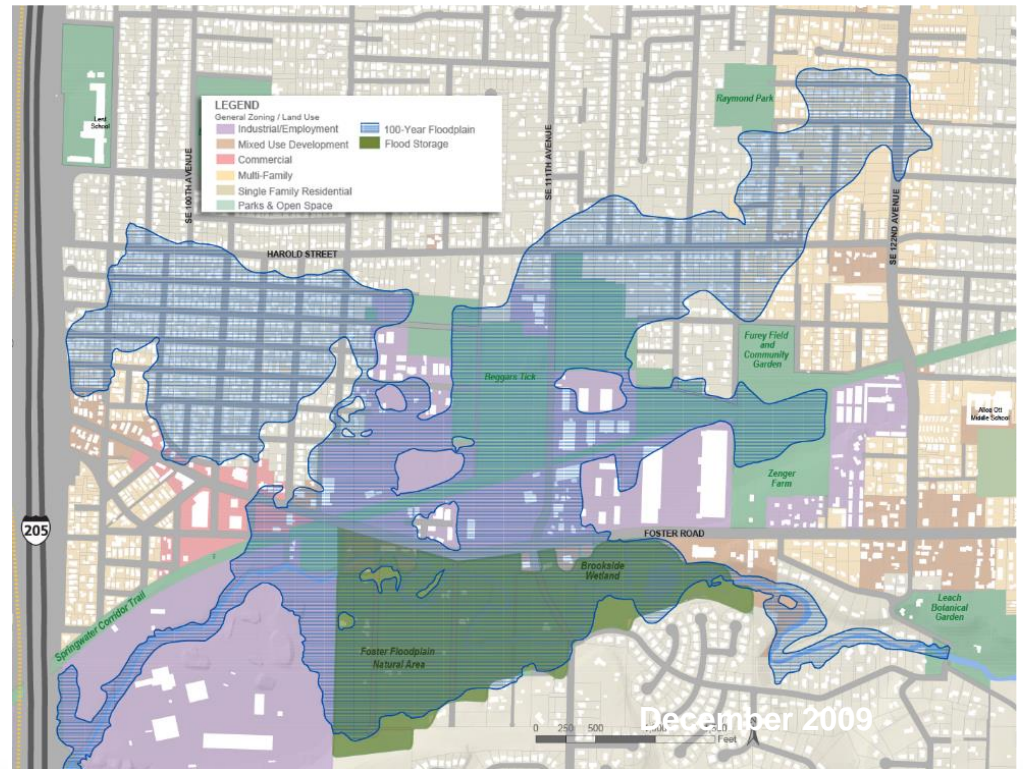 Lent
School
LEGEND
General Zoning / Land Use
Industrial/Employment
Mixed Use Development
Commercial
Multi-Family
Single Family Residential
Parks & Open Space
100-Year Floodplain
Flood Storage
SE 100TH AVENUE
SE 111TH AVENUE
Raymond Park
SE 122ND AVENUE
HAROLD STREET
Furey Field
and
Community
Garden
Beggars Tick
Alice Ott
Middle School
Zenger
Farm
205
FOSTER ROAD
Brookside
Wetland
Springwater Corridor Trail
Foster Floodplain
Natural Area
Leach
Botanical
Garden
0 250 500
Feet
December 2009